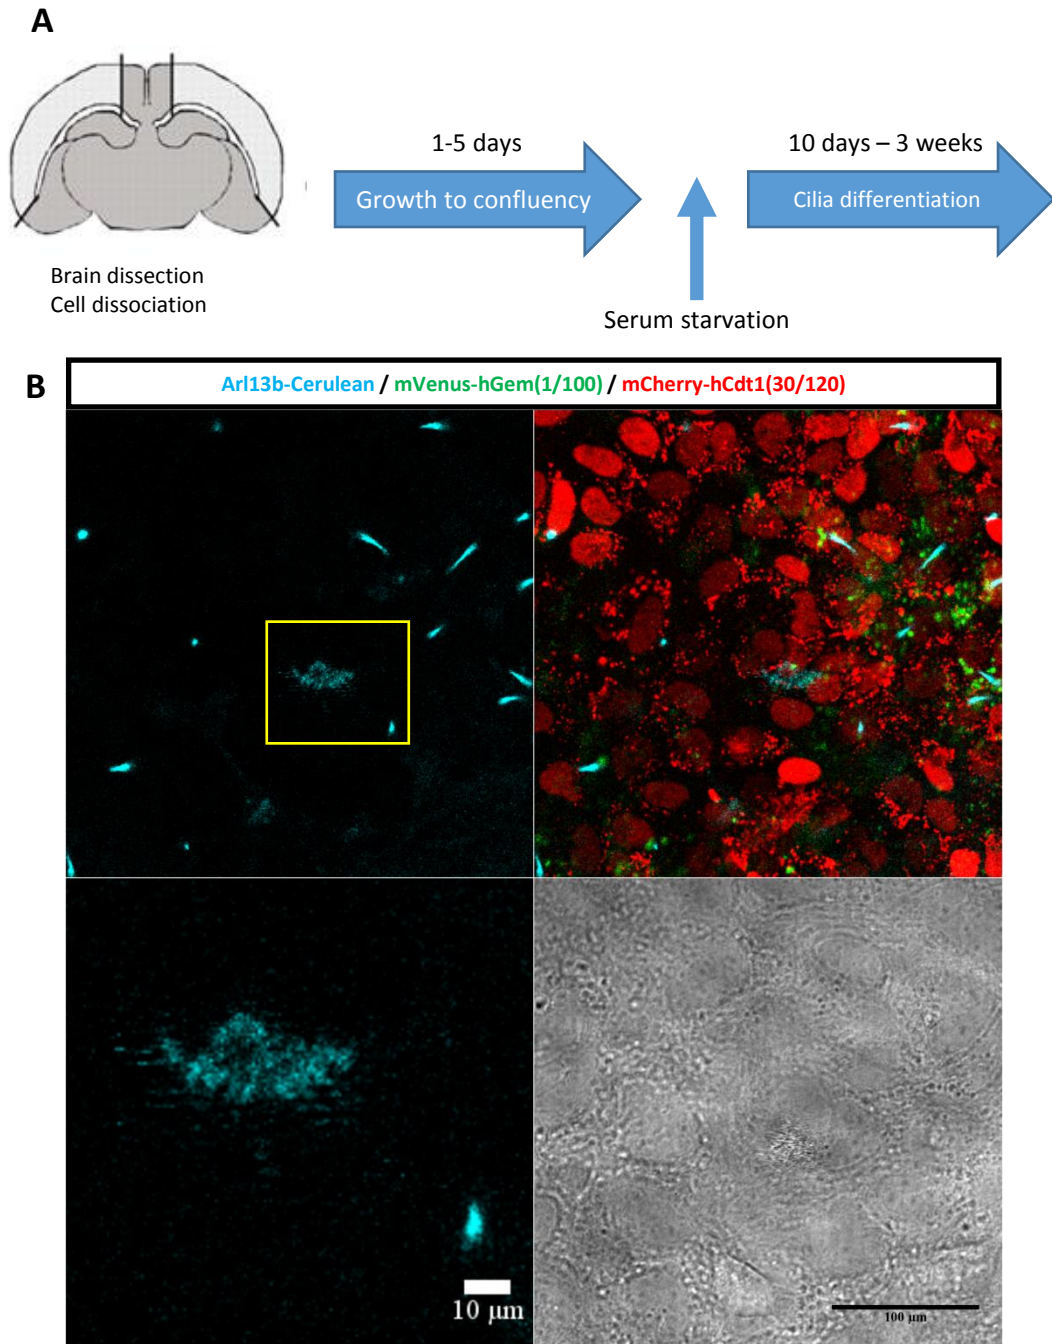 A
1-5 days
10 days – 3 weeks
Growth to confluency
Cilia differentiation
Brain dissection
Cell dissociation
Serum starvation
B
Arl13b-Cerulean / mVenus-hGem(1/100) / mCherry-hCdt1(30/120)
10 µm
100 µm